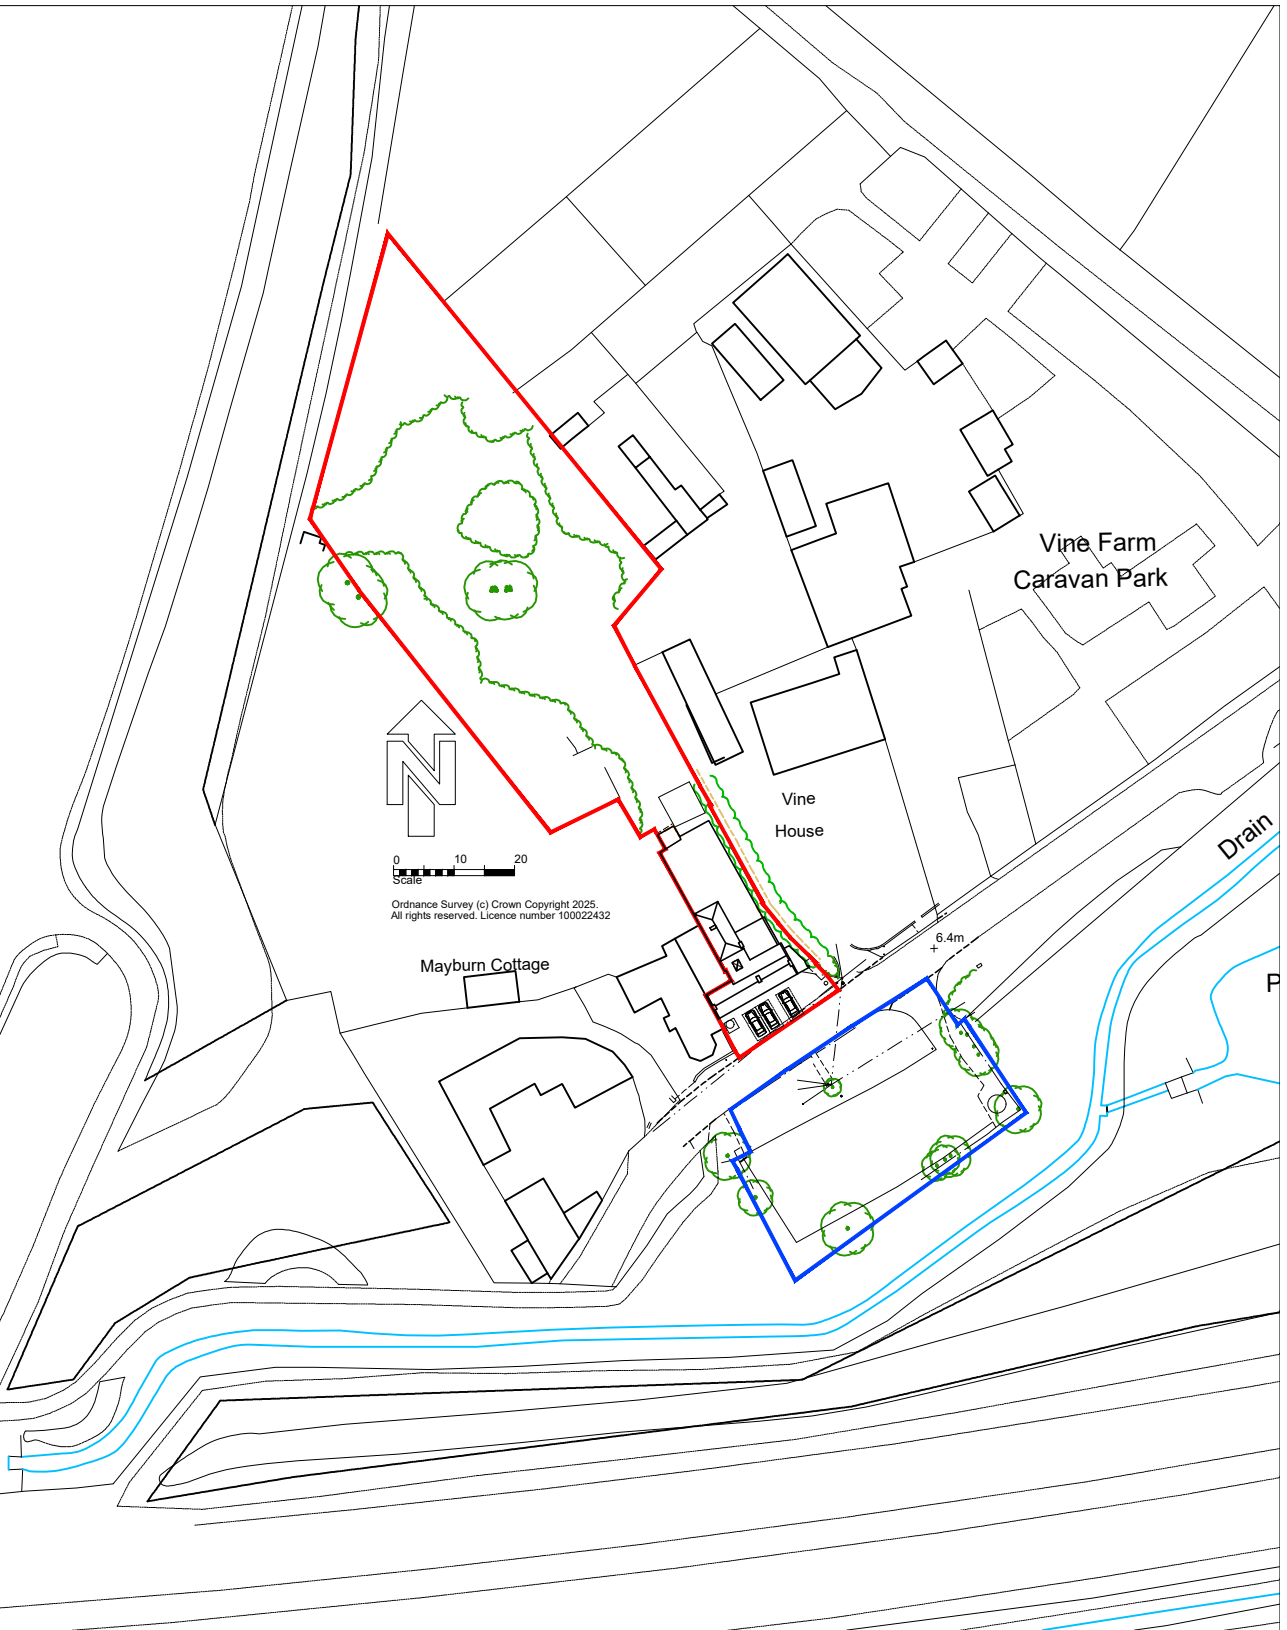 Vine Farm
Caravan Park
Vine
House
Drain
0 10 20
Scale
Ordnance Survey (c) Crown Copyright 2025.
All rights reserved. Licence number 100022432
6.4m
Mayburn Cottage
P
N